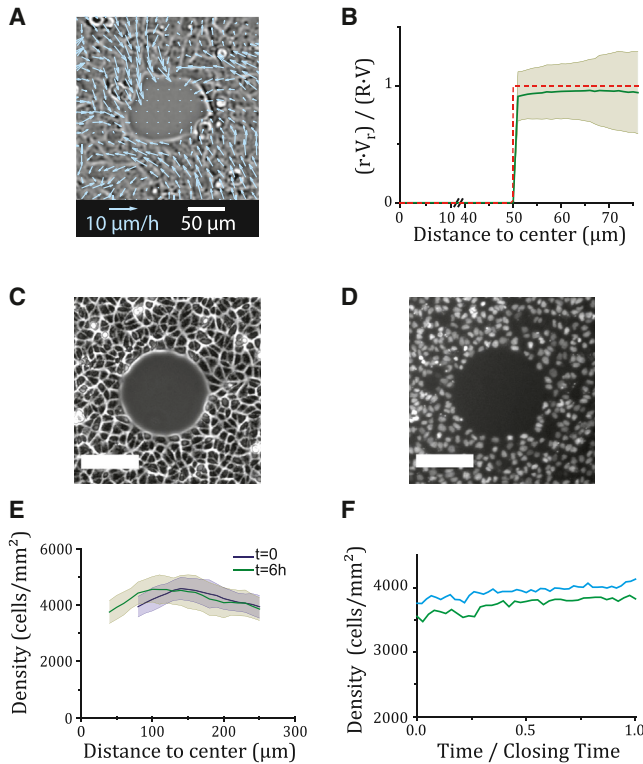 A
10 µm/h
50 µm
B
(r·Vr) / (R·V)
1
0
0
10
40
50
60
70
Distance to center (µm)
C
D
E
Density (cells/mm²)
6000
4000
2000
0
0
100
200
300
t=0
t=6h
Distance to center (µm)
F
Density (cells/mm²)
4000
3000
2000
0.0
0.5
1.0
Time / Closing Time